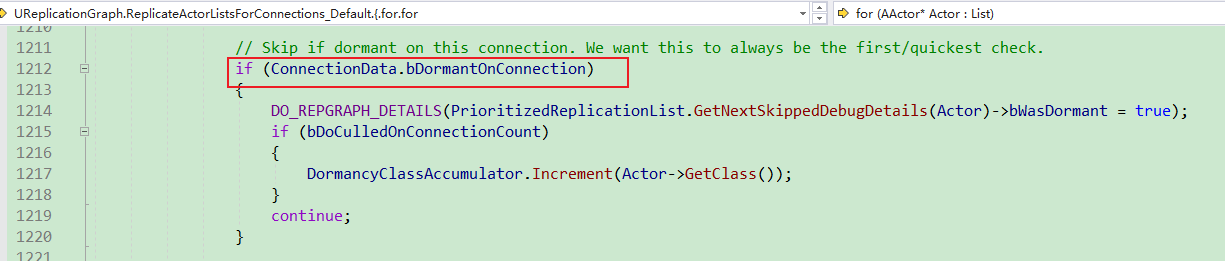 UReplicationGraph.ReplicateActorListsForConnections_Default.{.for.for
for (AActor* Actor : List)
1210
1211 // Skip if dormant on this connection. We want this to always be the first/quickest check.
1212 if (ConnectionData.bDormantOnConnection)
1213 {
1214 DO_REPGRAPH_DETAILS(PrioritizedReplicationList.GetNextSkippedDebugDetails(Actor)->bWasDormant = true);
1215 if (bDoCulledOnConnectionCount)
1216 {
1217 DormancyClassAccumulator.Increment(Actor->GetClass());
1218 }
1219 continue;
1220 }
1221